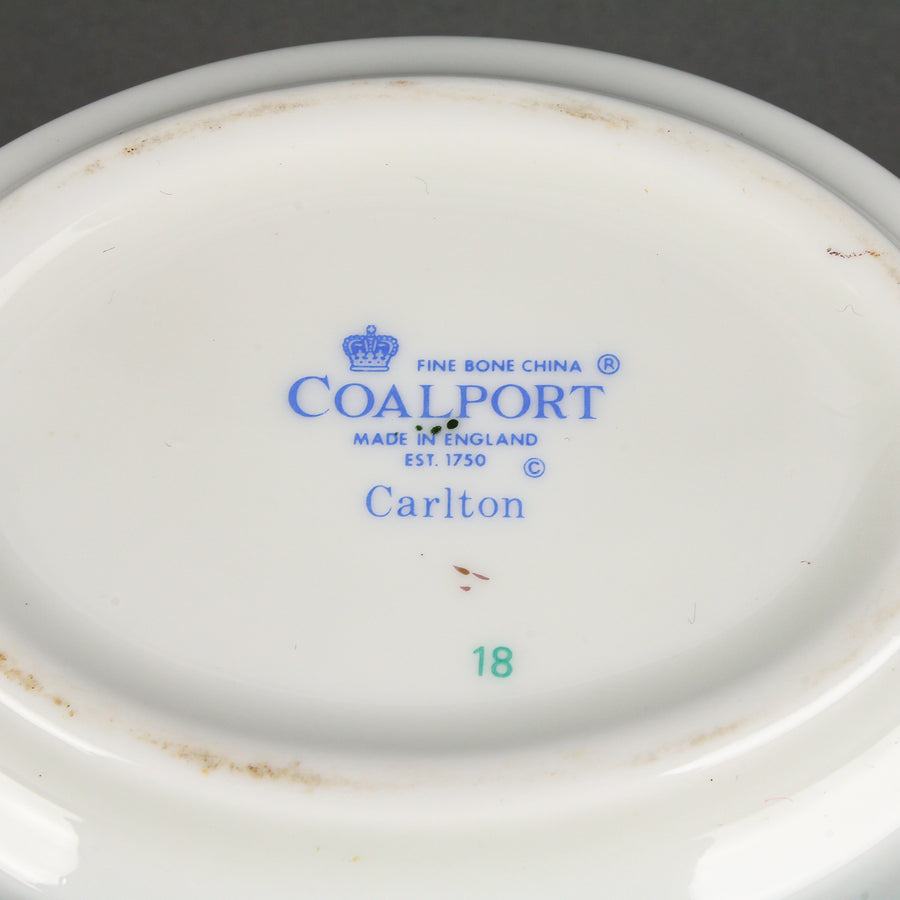 FINE BONE CHINA ®
COALPORT
MADE IN ENGLAND
EST. 1750 ©
Carlton
18